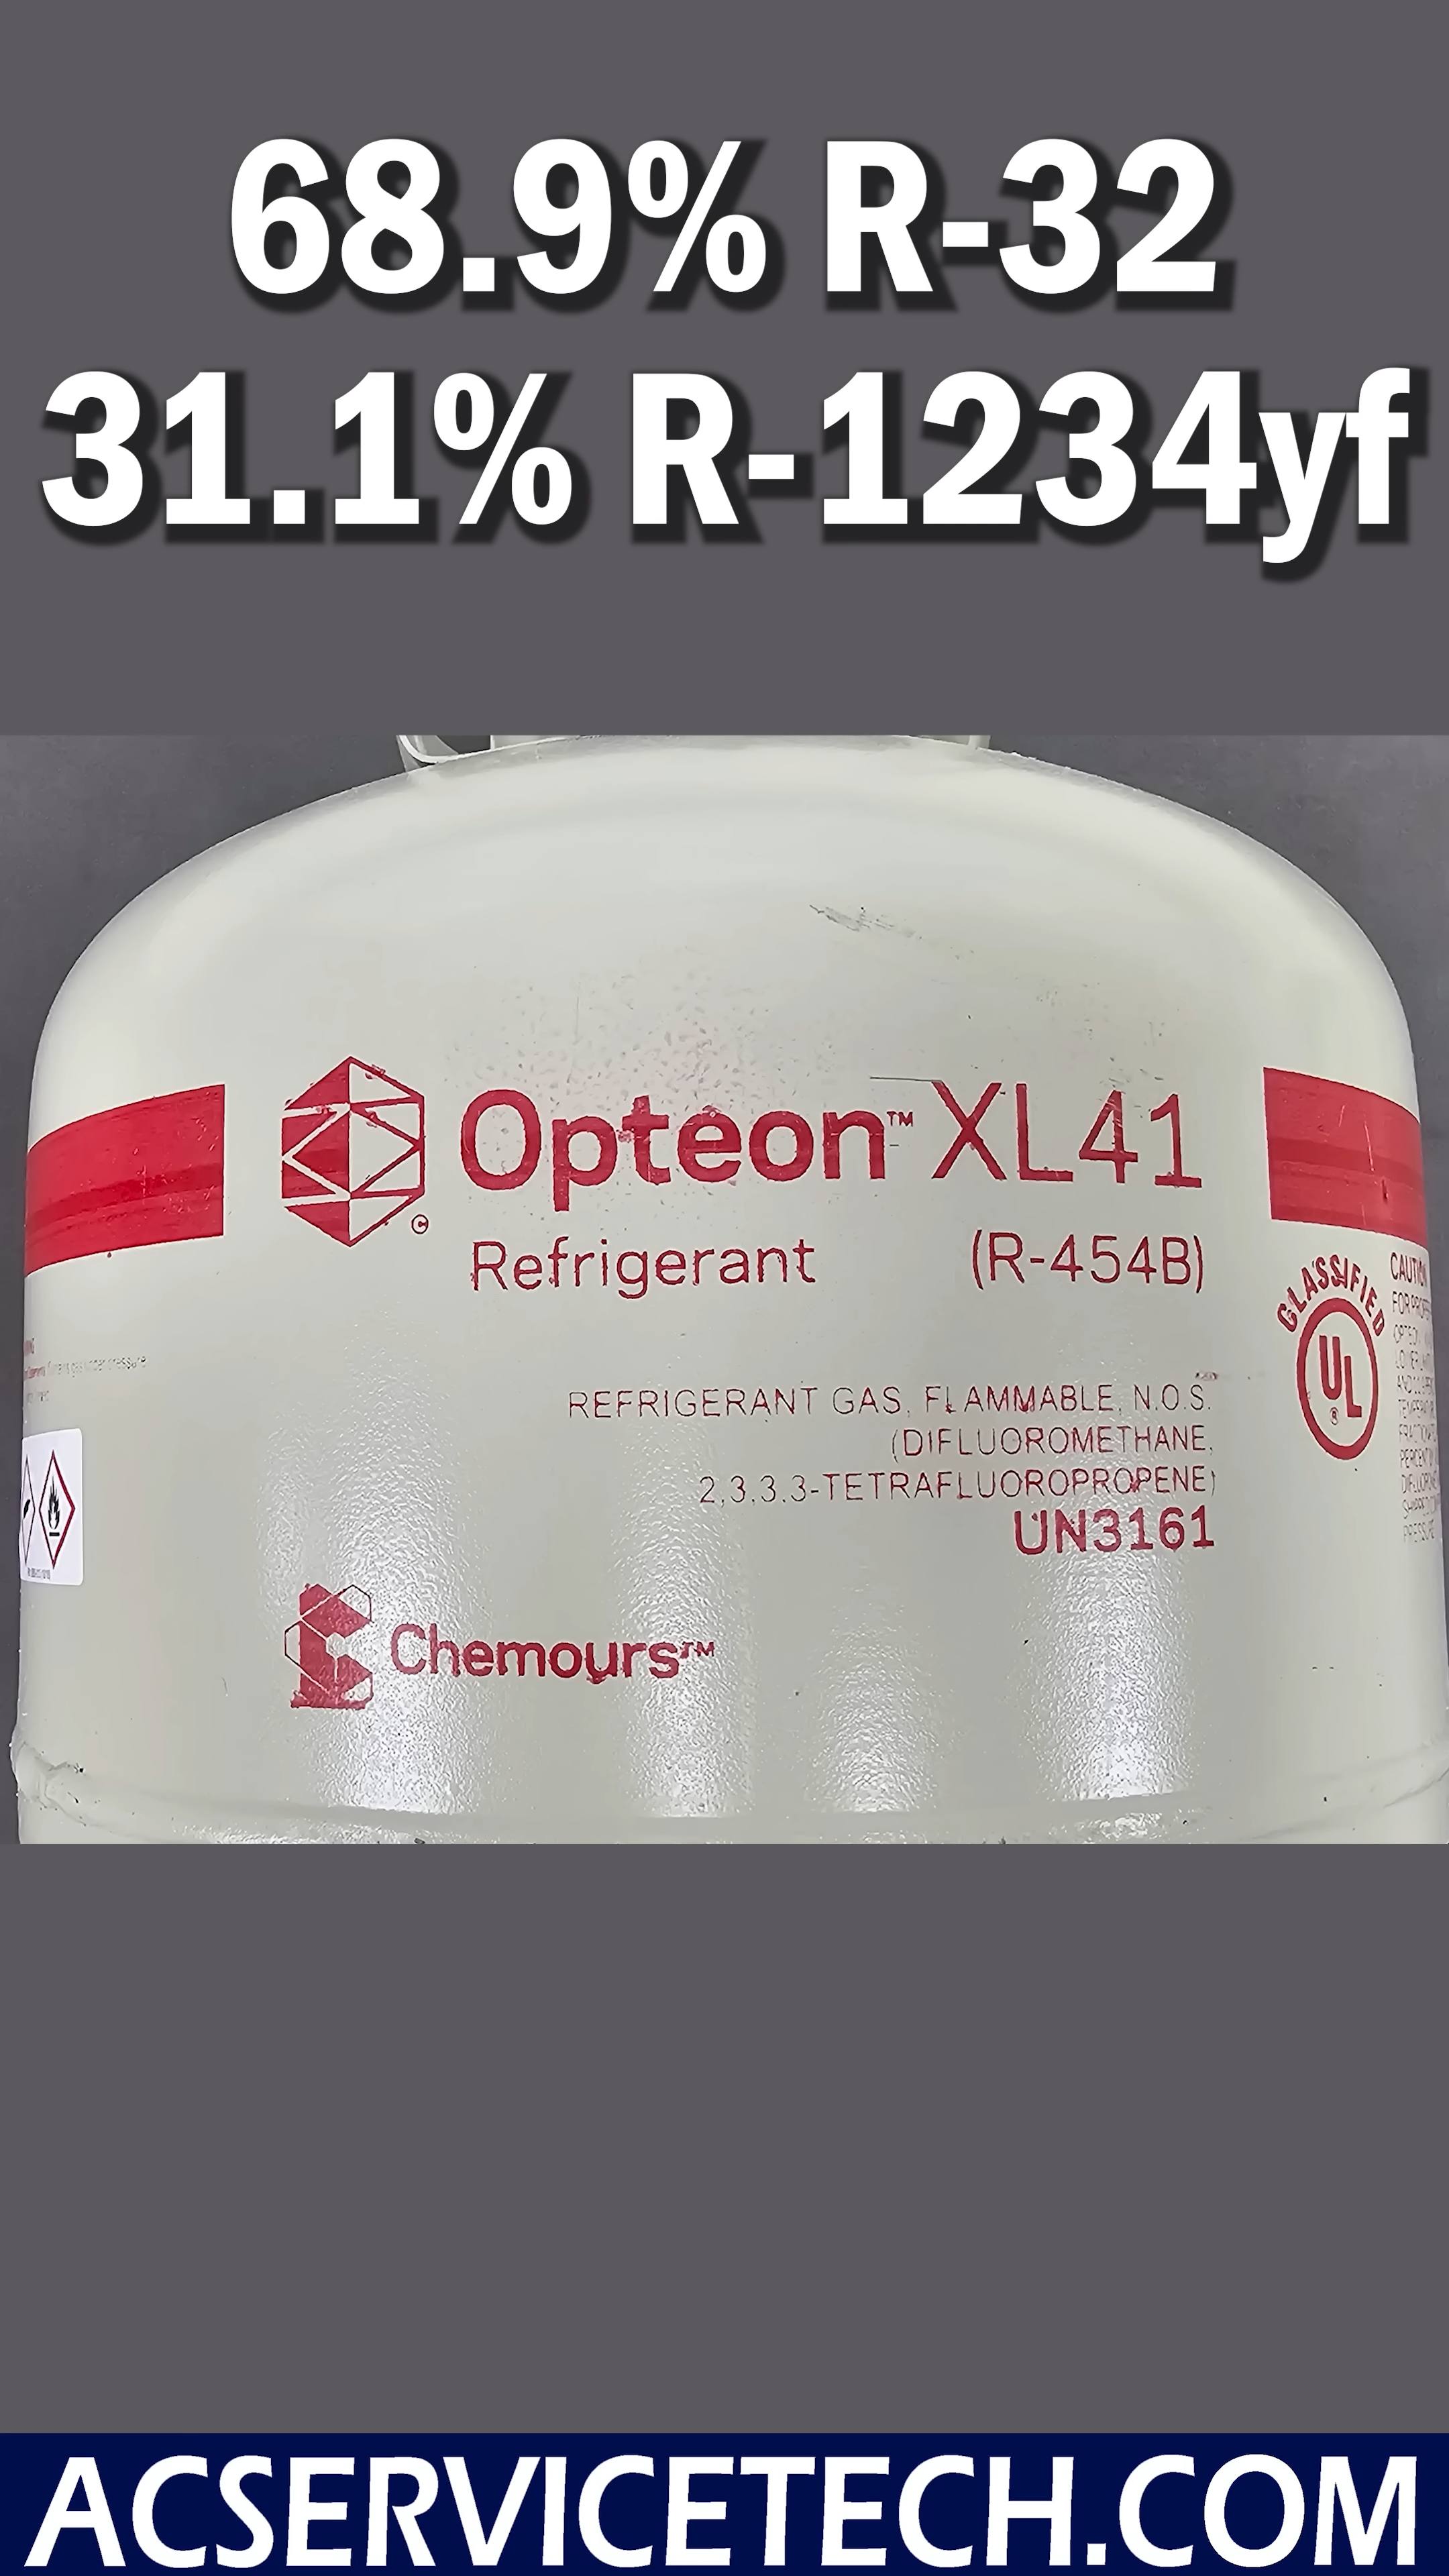 68.9% R-32
31.1% R-1234yf
Opteon™ XL41
©
Refrigerant (R-454B)
CLASSIFIED
UL
®
CAUTION
REFRIGERANT GAS, FLAMMABLE, N.O.S.
(DIFLUOROMETHANE,
2,3,3,3-TETRAFLUOROPROPENE)
UN3161
Chemours™
ACSERVICETECH.COM